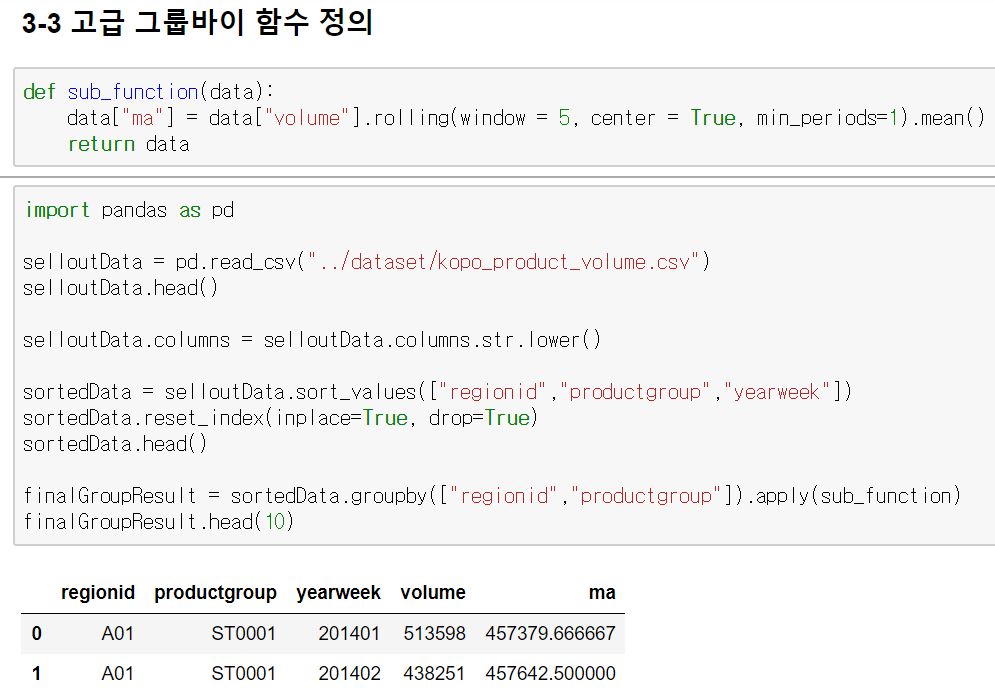 3-3 고급 그룹바이 함수 정의
def sub_function(data):
data["ma"] = data["volume"].rolling(window = 5, center = True, min_periods=1).mean()
return data
import pandas as pd
selloutData = pd.read_csv("../dataset/kopo_product_volume.csv")
selloutData.head()
selloutData.columns = selloutData.columns.str.lower()
sortedData = selloutData.sort_values(["regionid","productgroup","yearweek"])
sortedData.reset_index(inplace=True, drop=True)
sortedData.head()
finalGroupResult = sortedData.groupby(["regionid","productgroup"]).apply(sub_function)
finalGroupResult.head(10)
regionid productgroup yearweek volume ma
0 A01 ST0001 201401 513598 457379.666667
1 A01 ST0001 201402 438251 457642.500000